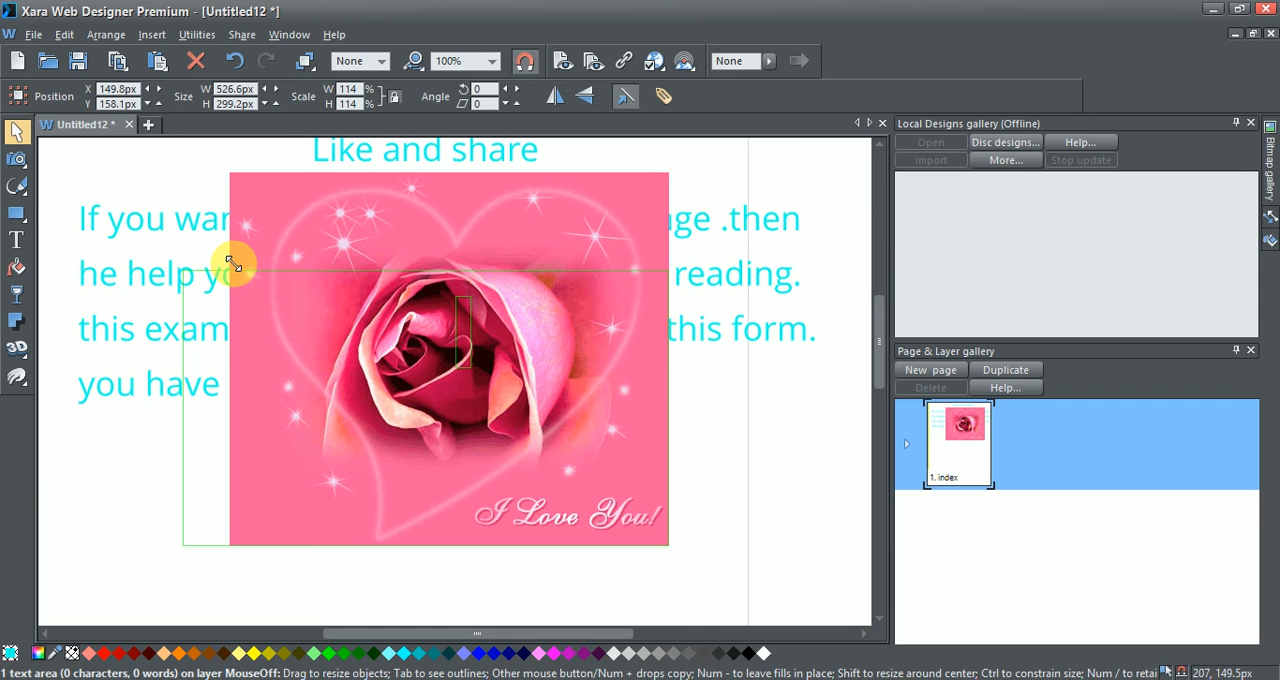 Xara Web Designer Premium - [Untitled12 *]
File Edit Arrange Insert Utilities Share Window Help
None 100% None
Position X 149.8px Y 158.1px Size W 526.6px H 299.2px Scale W 114 % H 114 % Angle 0 0
Untitled12 *
Like and share
If you wa
ge .then
he help y
reading.
this exam
this form.
you have
I Love You!
Local Designs gallery (Offline)
Open Disc designs... Help...
Import More... Stop update
Bitmap gallery
Page & Layer gallery
New page Duplicate
Delete Help...
1. index
1 text area (0 characters, 0 words) on layer MouseOff: Drag to resize objects; Tab to see outlines; Other mouse button/Num + drops copy; Num - to leave fills in place; Shift to resize around center; Ctrl to constrain size; Num / to retai
207, 149.5px